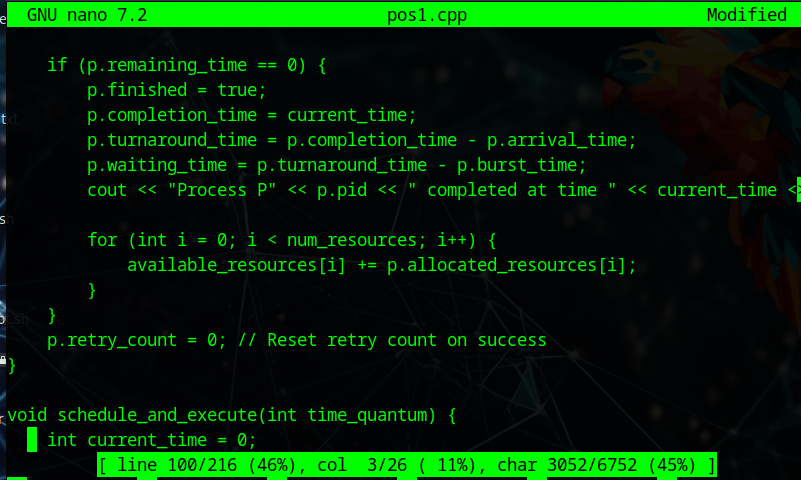 GNU nano 7.2 pos1.cpp Modified
if (p.remaining_time == 0) {
p.finished = true;
p.completion_time = current_time;
p.turnaround_time = p.completion_time - p.arrival_time;
p.waiting_time = p.turnaround_time - p.burst_time;
cout << "Process P" << p.pid << " completed at time " << current_time <>
for (int i = 0; i < num_resources; i++) {
available_resources[i] += p.allocated_resources[i];
}
}
p.retry_count = 0; // Reset retry count on success
}
void schedule_and_execute(int time_quantum) {
int current_time = 0;
[ line 100/216 (46%), col  3/26 ( 11%), char 3052/6752 (45%) ]